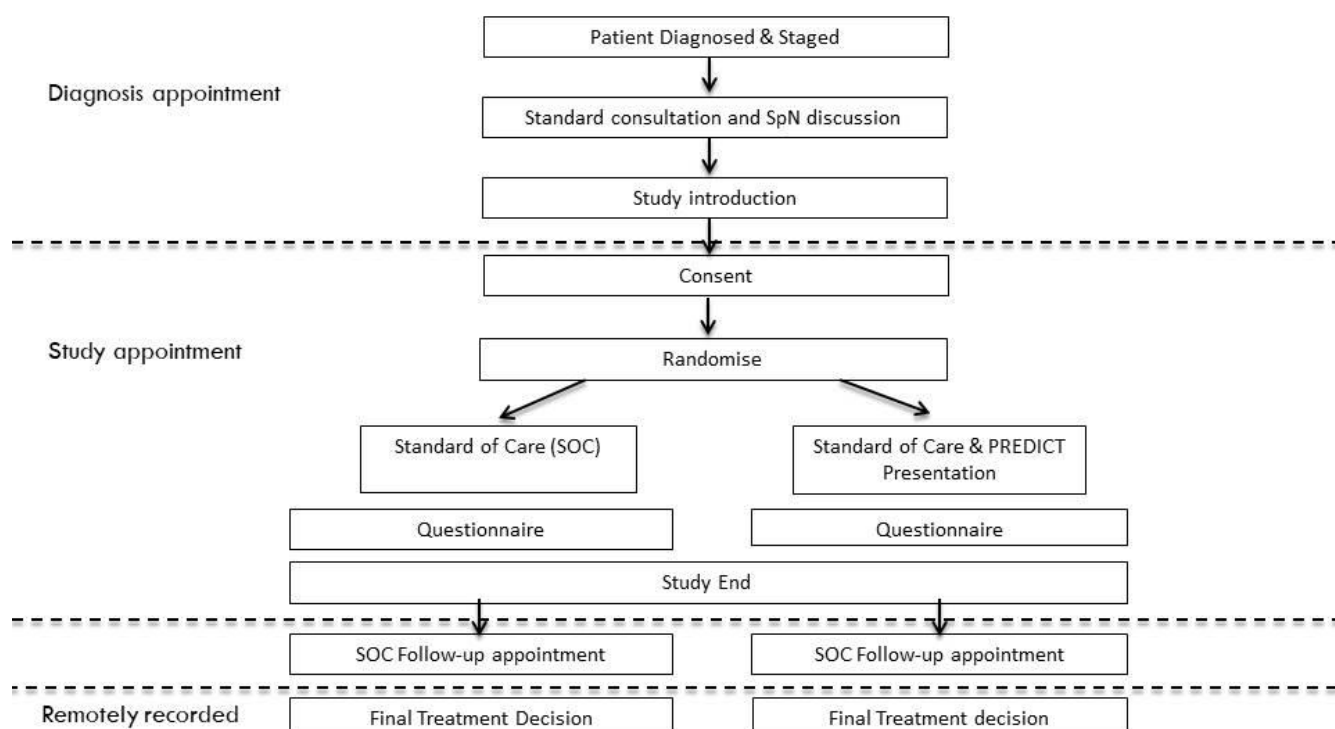 Patient Diagnosed & Staged
Diagnosis appointment
Standard consultation and SpN discussion
Study introduction
Consent
Study appointment
Randomise
Standard of Care (SOC)
Standard of Care & PREDICT
Presentation
Questionnaire
Questionnaire
Study End
SOC Follow-up appointment
SOC Follow-up appointment
Remotely recorded
Final Treatment Decision
Final Treatment decision